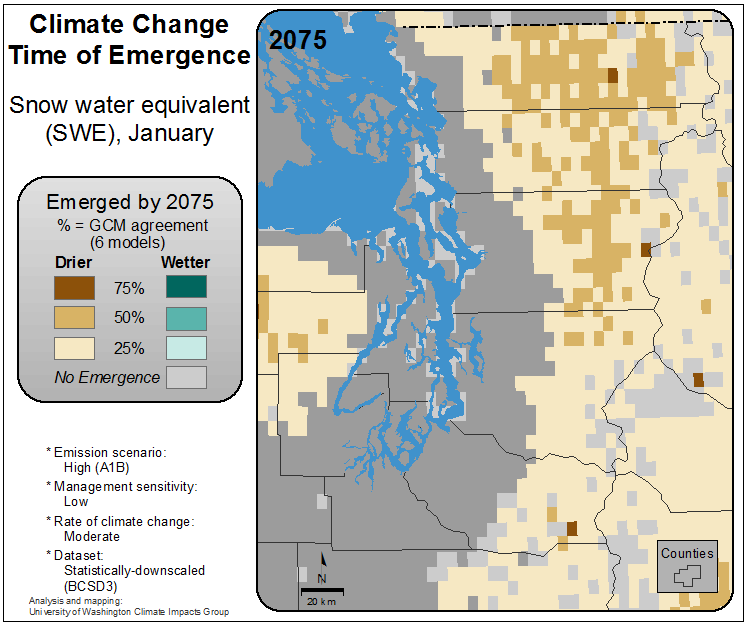 Climate Change
Time of Emergence
Snow water equivalent
(SWE), January
Emerged by 2075
% = GCM agreement
(6 models)
Drier Wetter
75%
50%
25%
No Emergence
* Emission scenario:
High (A1B)
* Management sensitivity:
Low
* Rate of climate change:
Moderate
* Dataset:
Statistically-downscaled
(BCSD3)
Analysis and mapping:
University of Washington Climate Impacts Group
2075
N
20 km
Counties